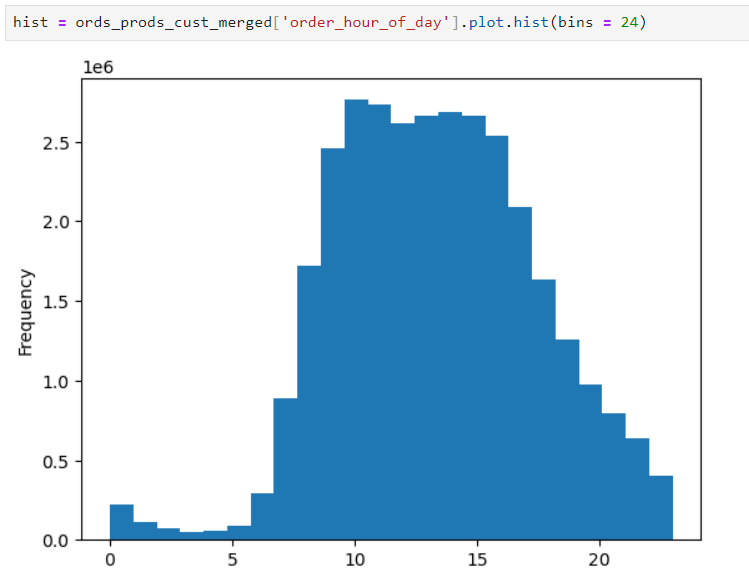 hist = ords_prods_cust_merged['order_hour_of_day'].plot.hist(bins = 24)
1e6
2.5
2.0
1.5
1.0
0.5
0.0
Frequency
0 5 10 15 20